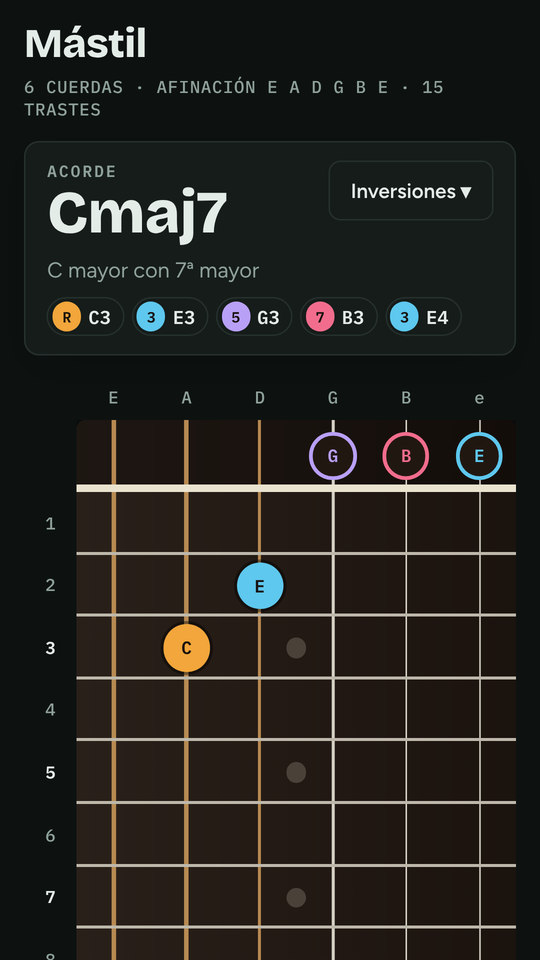 Mástil
6 CUERDAS · AFINACIÓN E A D G B E · 15
TRASTES
ACORDE
Cmaj7
Inversiones ▾
C mayor con 7ª mayor
R C3 3 E3 5 G3 7 B3 3 E4
E A D G B e
G B E
1
2 E
3 C
4
5
6
7
8